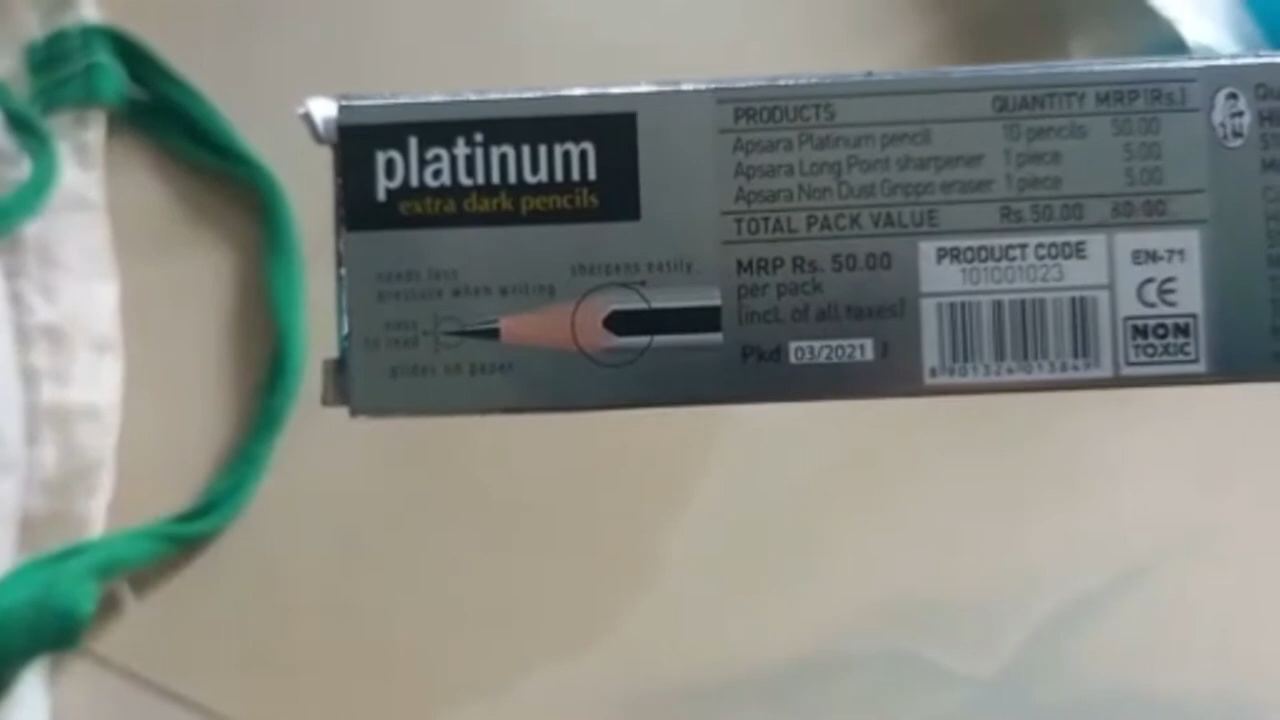 platinum
extra dark pencils
needs less
pressure when writing
sharpens easily
easy
to read
glides on paper
PRODUCTS QUANTITY MRP (Rs.)
Apsara Platinum pencil 10 pencils 50.00
Apsara Long Point sharpener 1 piece 5.00
Apsara Non Dust Grippo eraser 1 piece 5.00
TOTAL PACK VALUE Rs.50.00 60.00
MRP Rs. 50.00
per pack
(incl. of all taxes)
Pkd 03/2021
PRODUCT CODE
101001023
8 901324 013849
EN-71
CE
NON
TOXIC